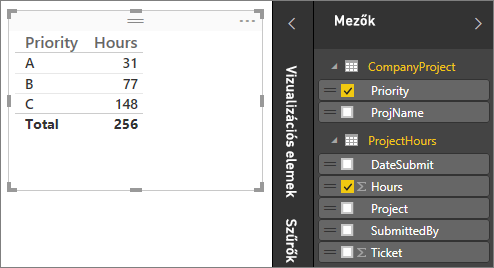 Priority Hours
A 31
B 77
C 148
Total 256
Vizualizációs elemek
Szűrők
Mezők
CompanyProject
Priority
ProjName
ProjectHours
DateSubmit
Hours
Project
SubmittedBy
Ticket